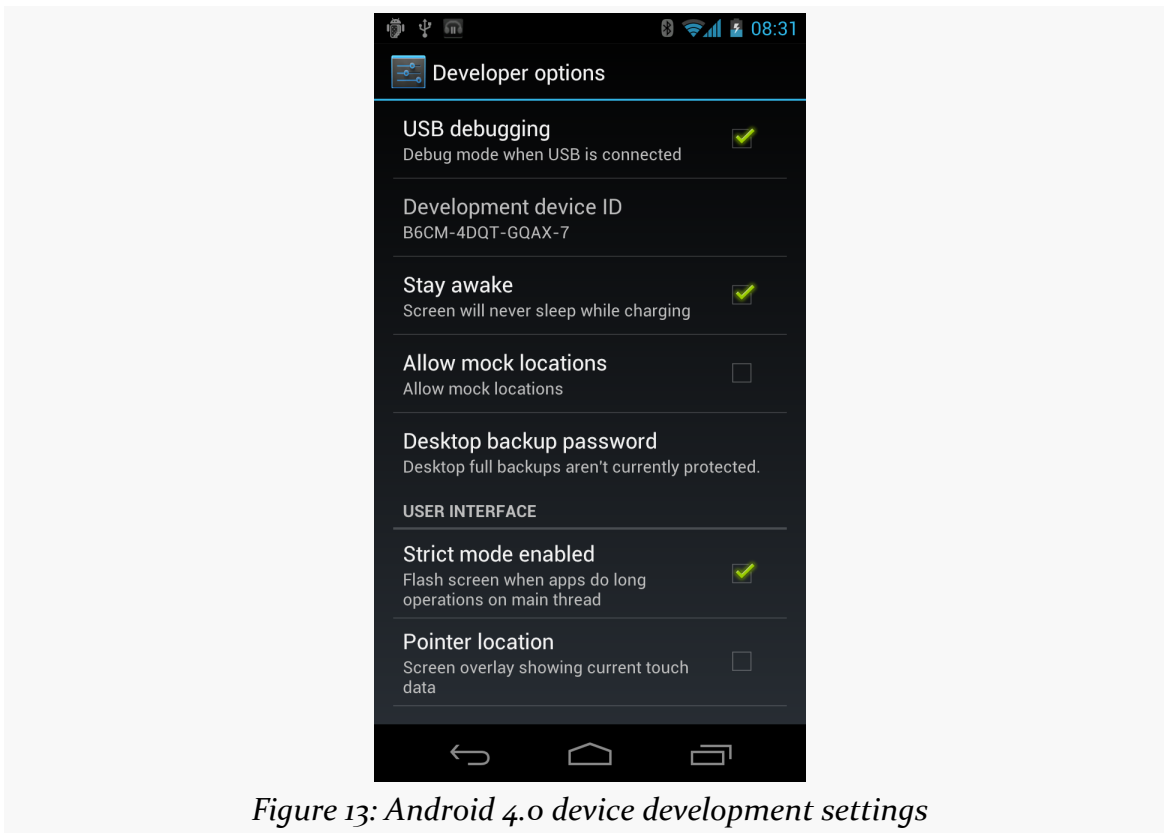 08:31
Developer options
USB debugging
Debug mode when USB is connected
Development device ID
B6CM-4DQT-GQAX-7
Stay awake
Screen will never sleep while charging
Allow mock locations
Allow mock locations
Desktop backup password
Desktop full backups aren't currently protected.
USER INTERFACE
Strict mode enabled
Flash screen when apps do long
operations on main thread
Pointer location
Screen overlay showing current touch
data
Figure 13: Android 4.0 device development settings